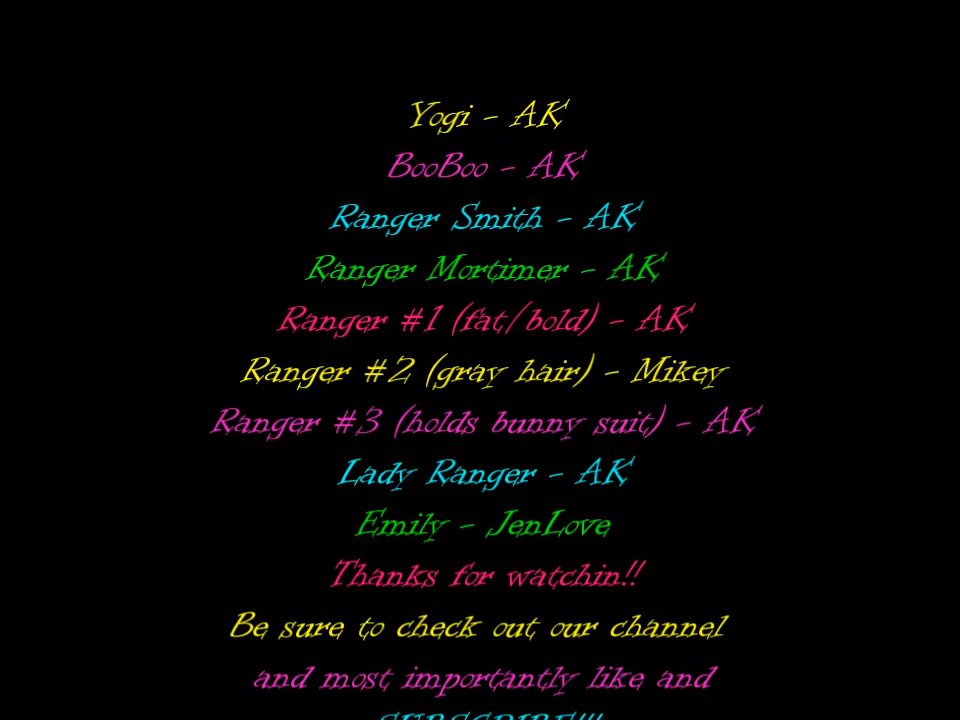 Yogi - AK
BooBoo - AK
Ranger Smith - AK
Ranger Mortimer - AK
Ranger #1 (fat/bold) - AK
Ranger #2 (gray hair) - Mikey
Ranger #3 (holds bunny suit) - AK
Lady Ranger - AK
Emily - JenLove
Thanks for watchin!!
Be sure to check out our channel
and most importantly like and
SUBSCRIBE!!!!